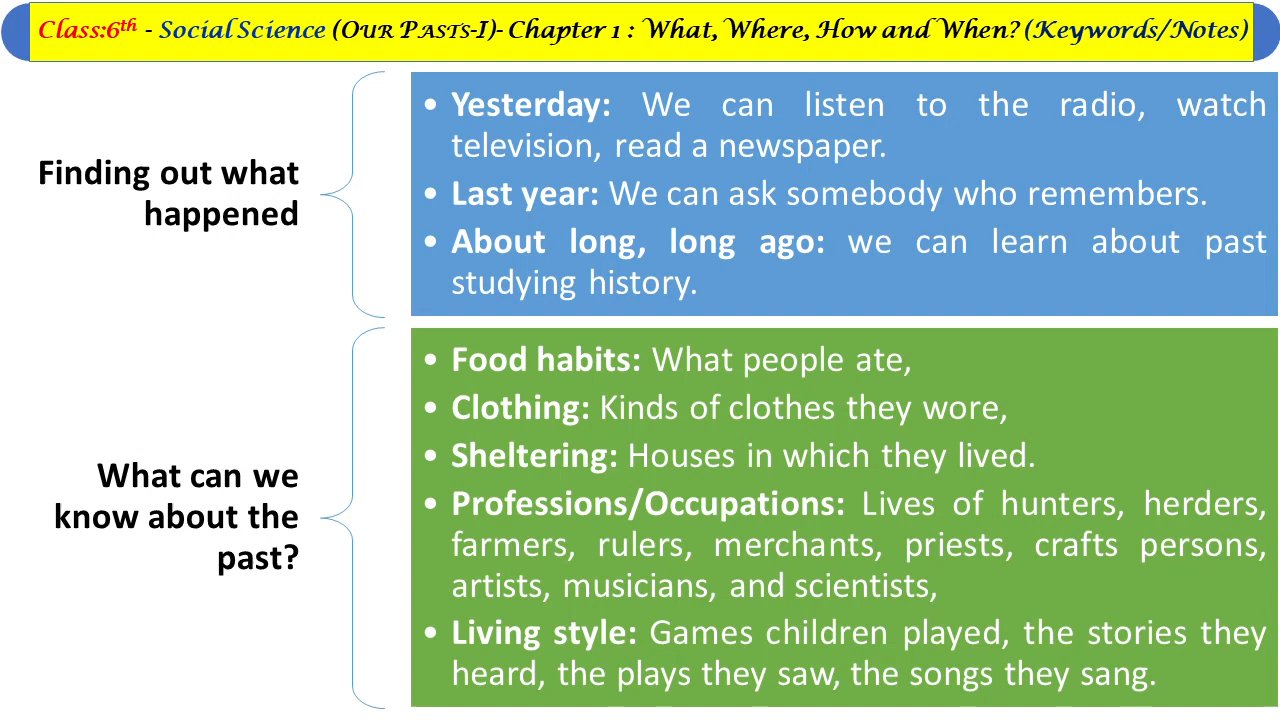 Class:6th - Social Science (Our Pasts-I)- Chapter 1 : What, Where, How and When? (Keywords/Notes)
Finding out what
happened
• Yesterday: We can listen to the radio, watch
television, read a newspaper.
• Last year: We can ask somebody who remembers.
• About long, long ago: we can learn about past
studying history.
What can we
know about the
past?
• Food habits: What people ate,
• Clothing: Kinds of clothes they wore,
• Sheltering: Houses in which they lived.
• Professions/Occupations: Lives of hunters, herders,
farmers, rulers, merchants, priests, crafts persons,
artists, musicians, and scientists,
• Living style: Games children played, the stories they
heard, the plays they saw, the songs they sang.